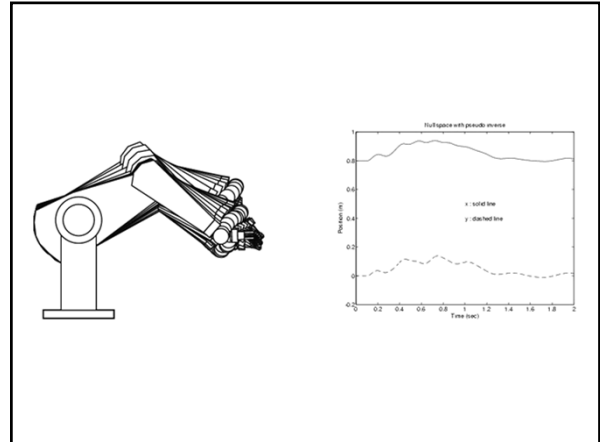 Null space with pseudo inverse
1
0.8
0.6
0.4
0.2
0
-0.2
Position (m)
x : solid line
y : dashed line
0 0.2 0.4 0.6 0.8 1 1.2 1.4 1.6 1.8 2
Time (sec)